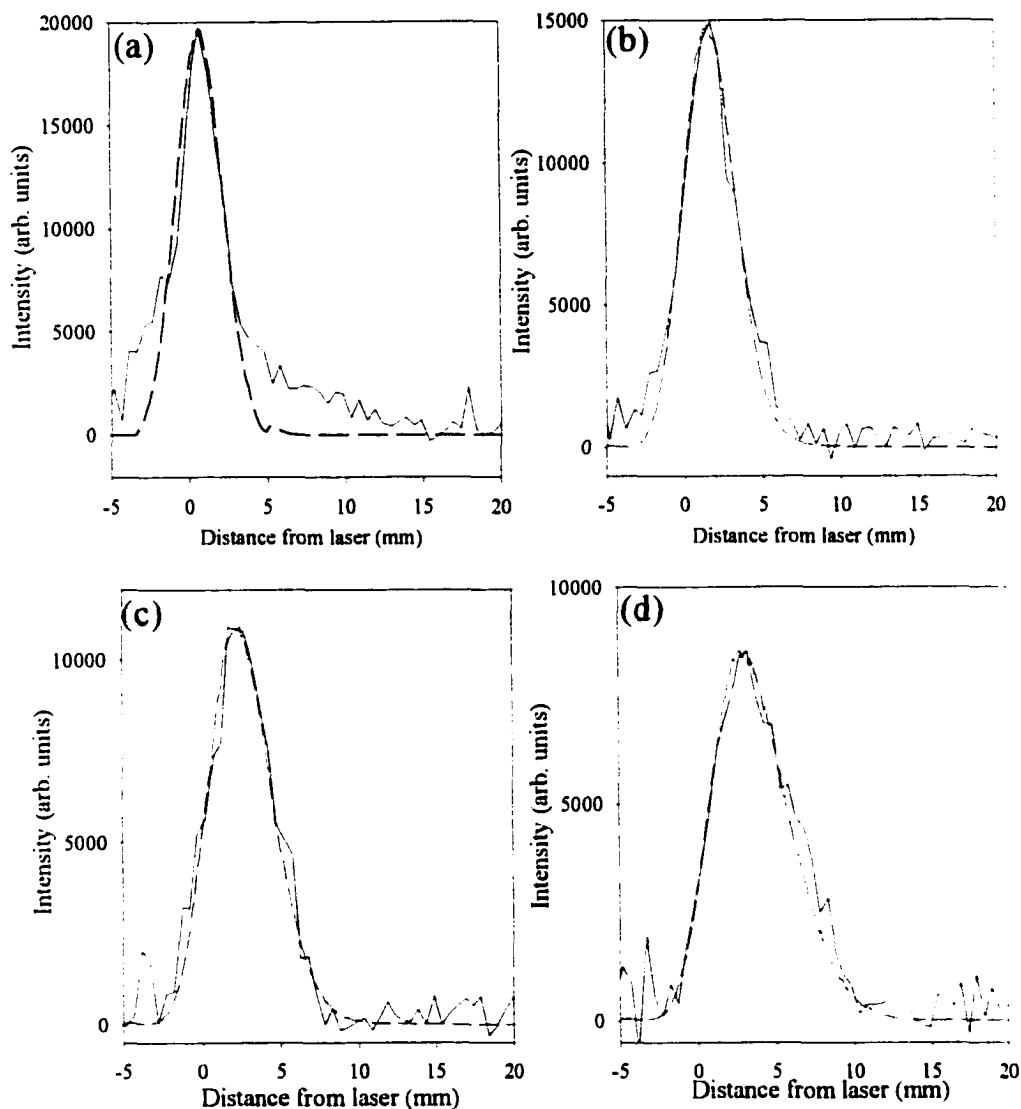 (a)
20000
15000
10000
5000
0
Intensity (arb. units)
-5 0 5 10 15 20
Distance from laser (mm)
(b)
15000
10000
5000
0
Intensity (arb. units)
-5 0 5 10 15 20
Distance from laser (mm)
(c)
10000
5000
0
Intensity (arb. units)
-5 0 5 10 15 20
Distance from laser (mm)
(d)
10000
5000
0
Intensity (arb. units)
-5 0 5 10 15 20
Distance from laser (mm)